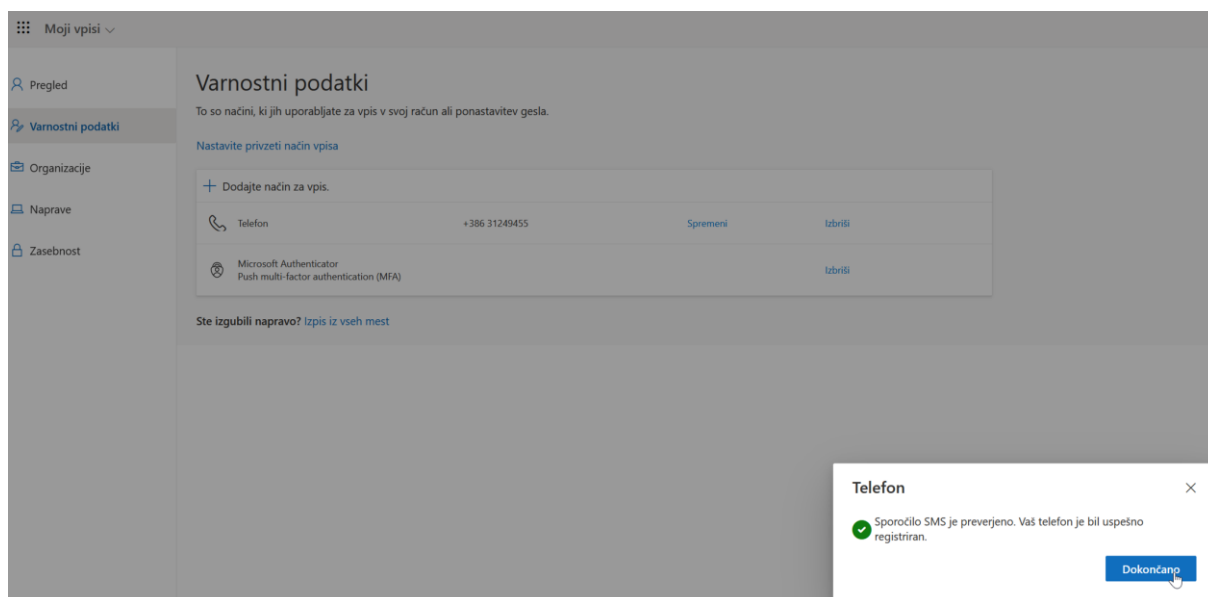 Moji vpisi
Pregled
Varnostni podatki
Organizacije
Naprave
Zasebnost
Varnostni podatki
To so načini, ki jih uporabljate za vpis v svoj račun ali ponastavitev gesla.
Nastavite privzeti način vpisa
Dodajte način za vpis.
Telefon +386 31249455 Spremeni Izbriši
Microsoft Authenticator
Push multi-factor authentication (MFA) Izbriši
Ste izgubili napravo? Izpis iz vseh mest
Telefon
Sporočilo SMS je preverjeno. Vaš telefon je bil uspešno
registriran.
Dokončano